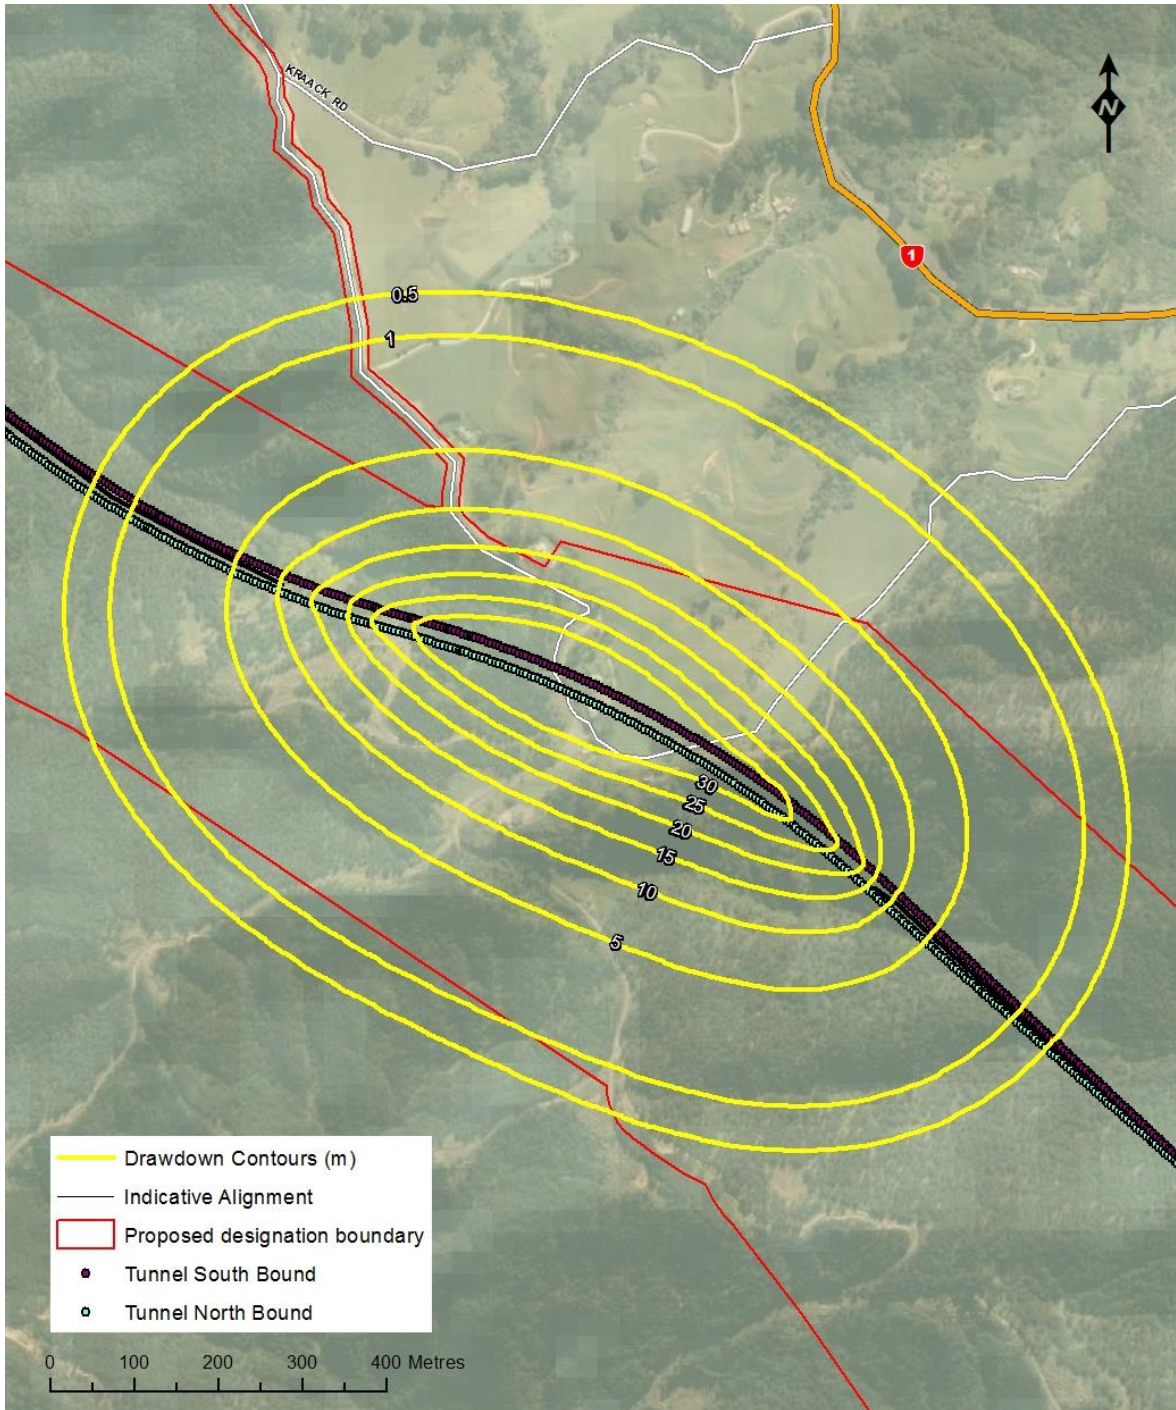 KRAACK RD
N
1
0.5
1
30
25
20
15
10
5
Drawdown Contours (m)
Indicative Alignment
Proposed designation boundary
Tunnel South Bound
Tunnel North Bound
0 100 200 300 400 Metres